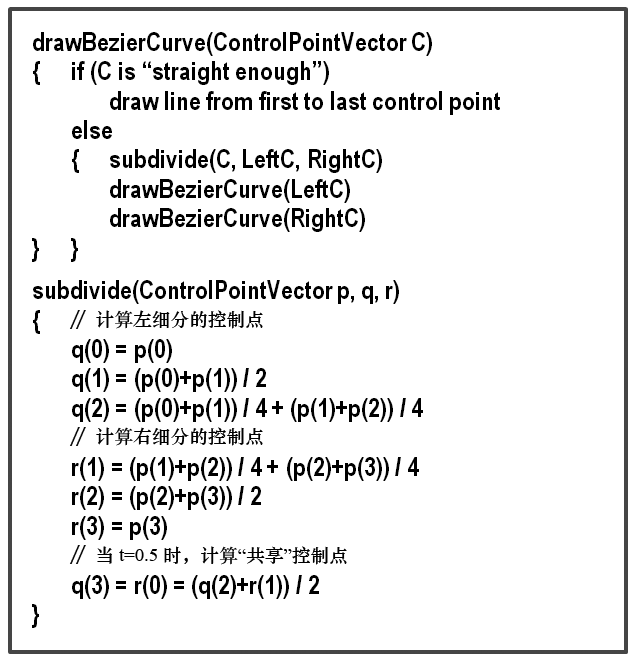 drawBezierCurve(ControlPointVector C)
{ if (C is “straight enough”)
draw line from first to last control point
else
{ subdivide(C, LeftC, RightC)
drawBezierCurve(LeftC)
drawBezierCurve(RightC)
} }
subdivide(ControlPointVector p, q, r)
{ // 计算左细分的控制点
q(0) = p(0)
q(1) = (p(0)+p(1)) / 2
q(2) = (p(0)+p(1)) / 4 + (p(1)+p(2)) / 4
// 计算右细分的控制点
r(1) = (p(1)+p(2)) / 4 + (p(2)+p(3)) / 4
r(2) = (p(2)+p(3)) / 2
r(3) = p(3)
// 当 t=0.5 时，计算“共享”控制点
q(3) = r(0) = (q(2)+r(1)) / 2
}